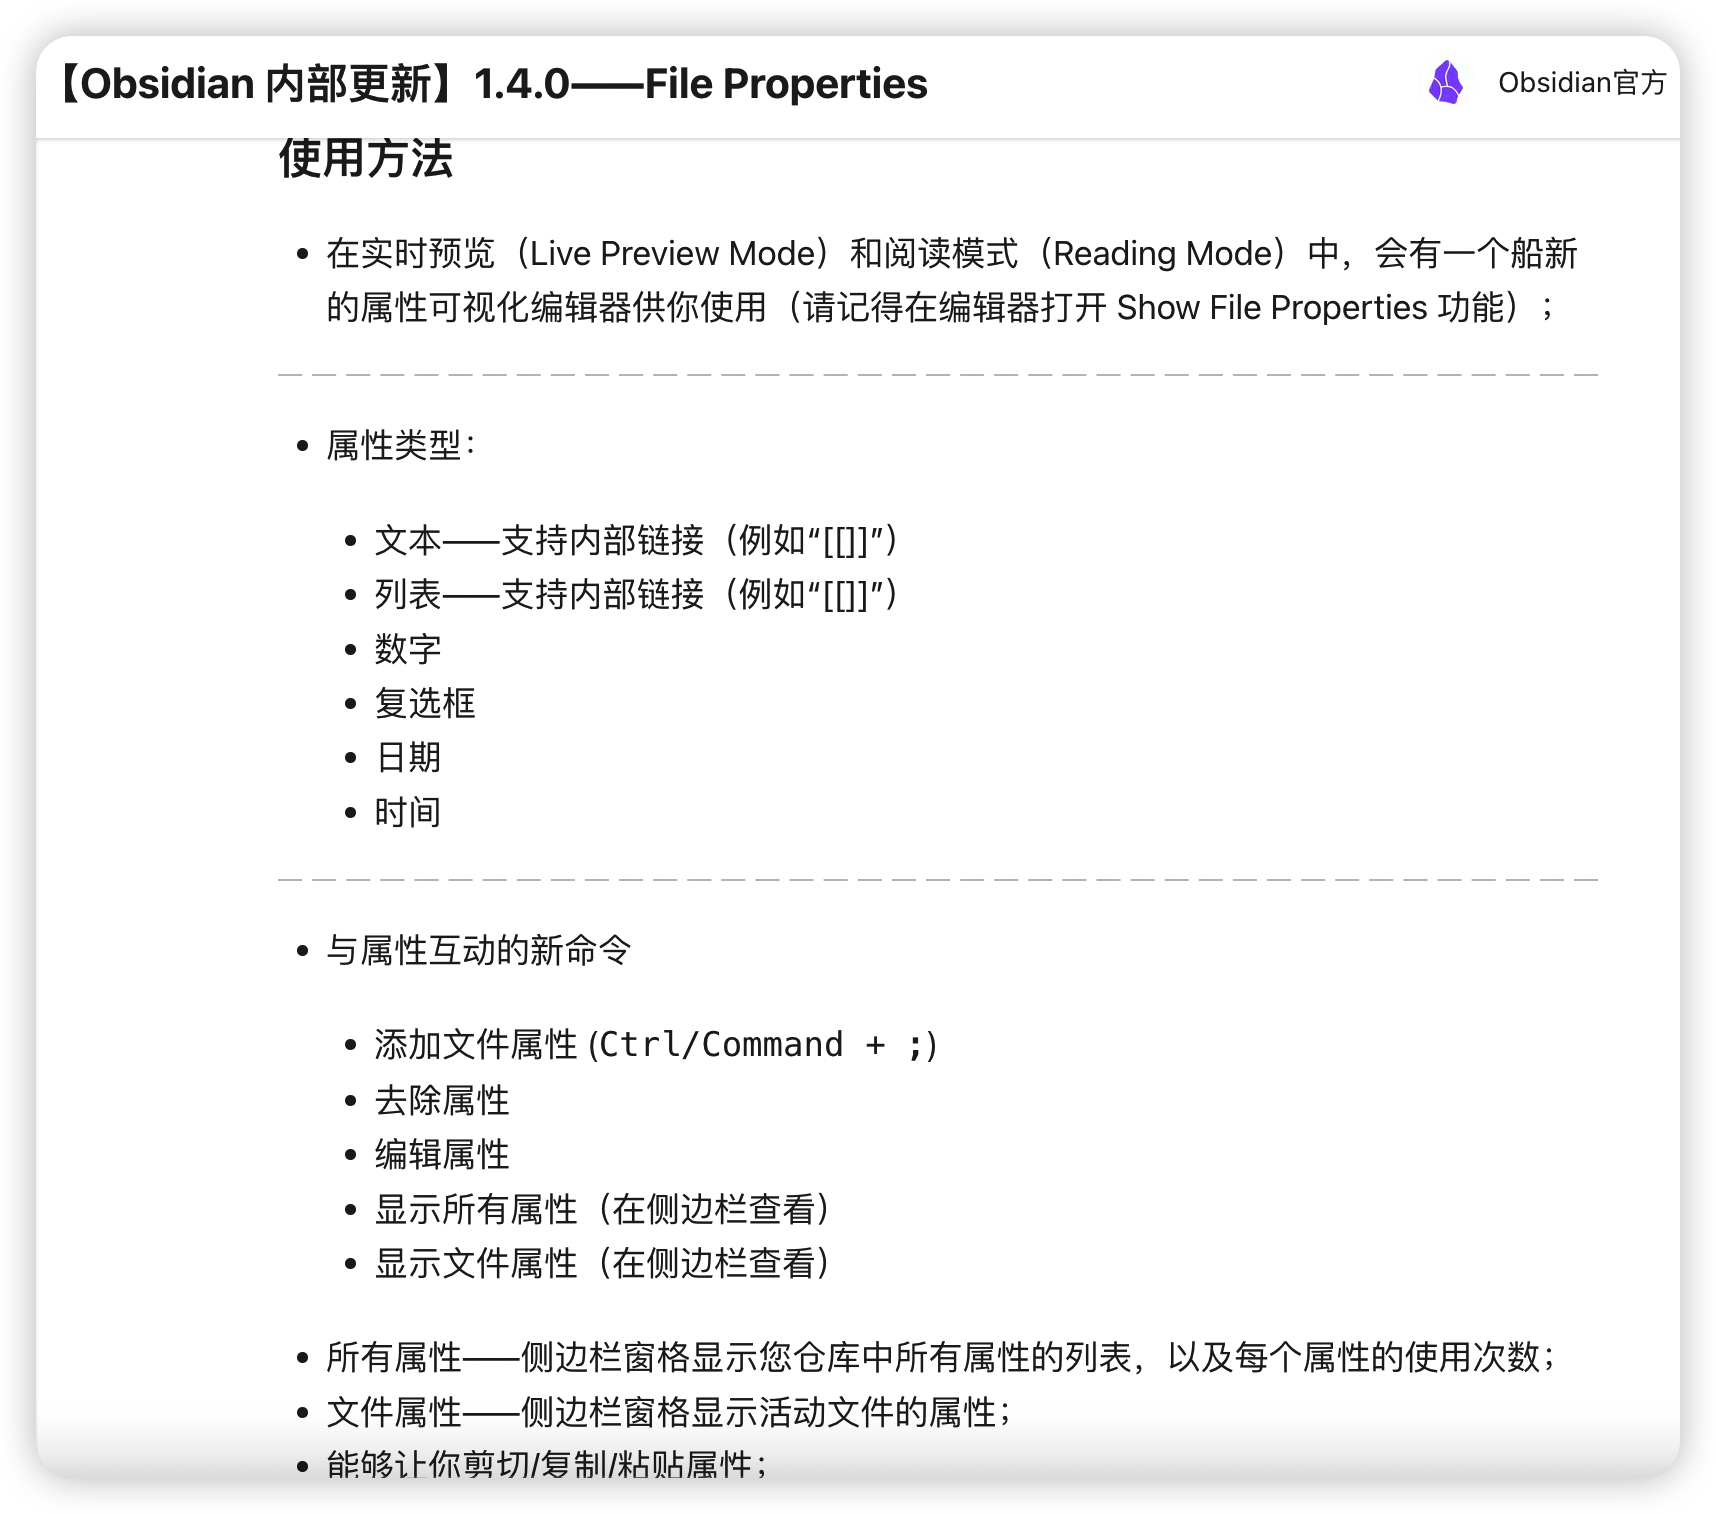 【Obsidian 内部更新】1.4.0——File Properties
Obsidian官方
使用方法
在实时预览（Live Preview Mode）和阅读模式（Reading Mode）中，会有一个船新
的属性可视化编辑器供你使用（请记得在编辑器打开 Show File Properties 功能）；
属性类型：
文本——支持内部链接（例如“[[]]”）
列表——支持内部链接（例如“[[]]”）
数字
复选框
日期
时间
与属性互动的新命令
添加文件属性 (Ctrl/Command + ;)
去除属性
编辑属性
显示所有属性（在侧边栏查看）
显示文件属性（在侧边栏查看）
所有属性——侧边栏窗格显示您仓库中所有属性的列表，以及每个属性的使用次数；
文件属性——侧边栏窗格显示活动文件的属性；
能够让你剪切/复制/粘贴属性；